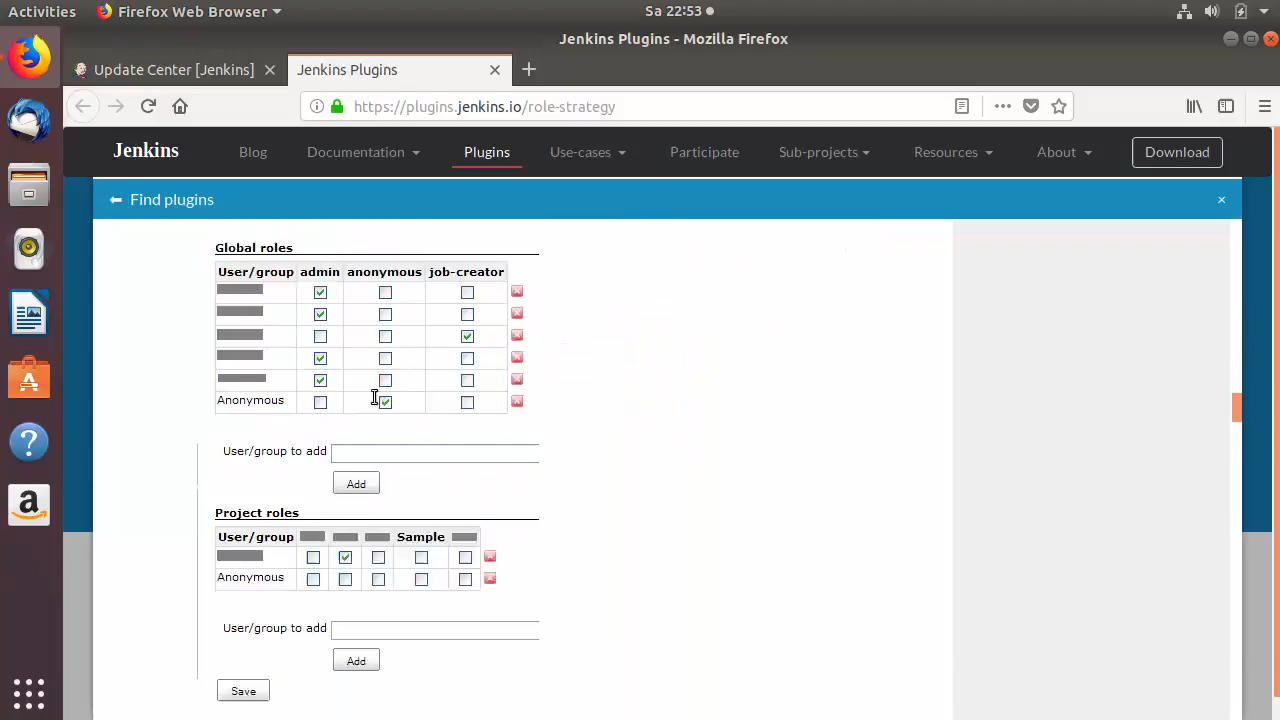 Activities Firefox Web Browser Sa 22:53
Jenkins Plugins - Mozilla Firefox
Update Center [Jenkins] Jenkins Plugins
https://plugins.jenkins.io/role-strategy
Jenkins Blog Documentation Plugins Use-cases Participate Sub-projects Resources About Download
Find plugins
Global roles
User/group admin anonymous job-creator
Anonymous
User/group to add
Add
Project roles
User/group Sample
Anonymous
User/group to add
Add
Save